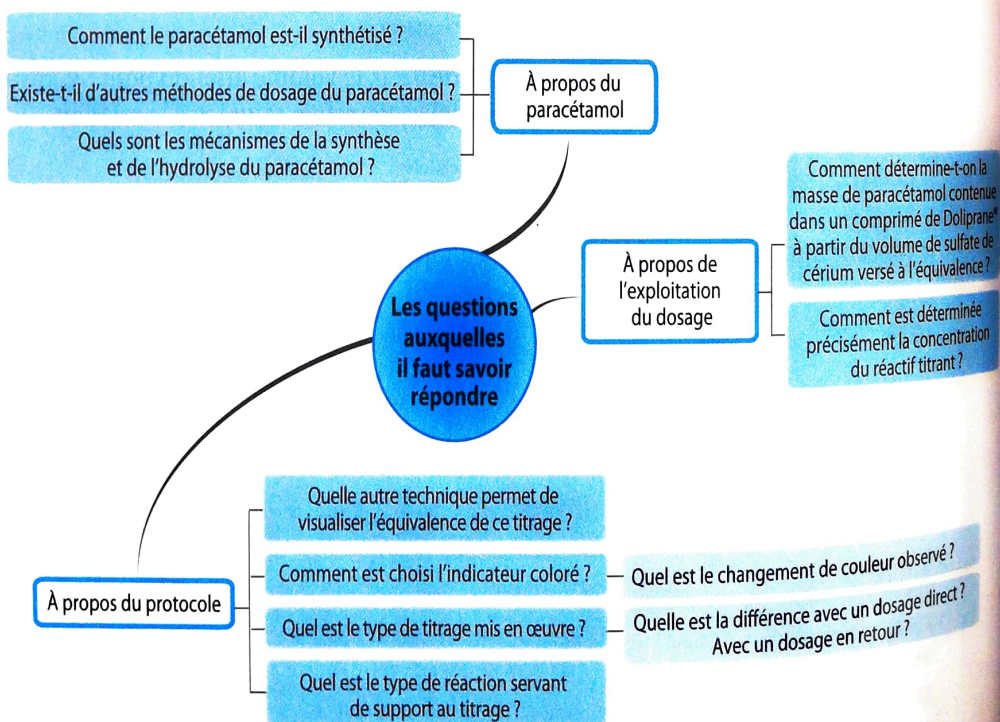 Comment le paracétamol est-il synthétisé ?
Existe-t-il d'autres méthodes de dosage du paracétamol ?
Quels sont les mécanismes de la synthèse
et de l'hydrolyse du paracétamol ?
À propos du
paracétamol
Comment détermine-t-on la
masse de paracétamol contenue
dans un comprimé de Doliprane®
à partir du volume de sulfate de
cérium versé à l'équivalence ?
À propos de
l'exploitation
du dosage
Comment est déterminée
précisément la concentration
du réactif titrant ?
Les questions
auxquelles
il faut savoir
répondre
Quelle autre technique permet de
visualiser l'équivalence de ce titrage ?
Comment est choisi l'indicateur coloré ?
Quel est le changement de couleur observé ?
À propos du protocole
Quel est le type de titrage mis en œuvre ?
Quelle est la différence avec un dosage direct ?
Avec un dosage en retour ?
Quel est le type de réaction servant
de support au titrage ?